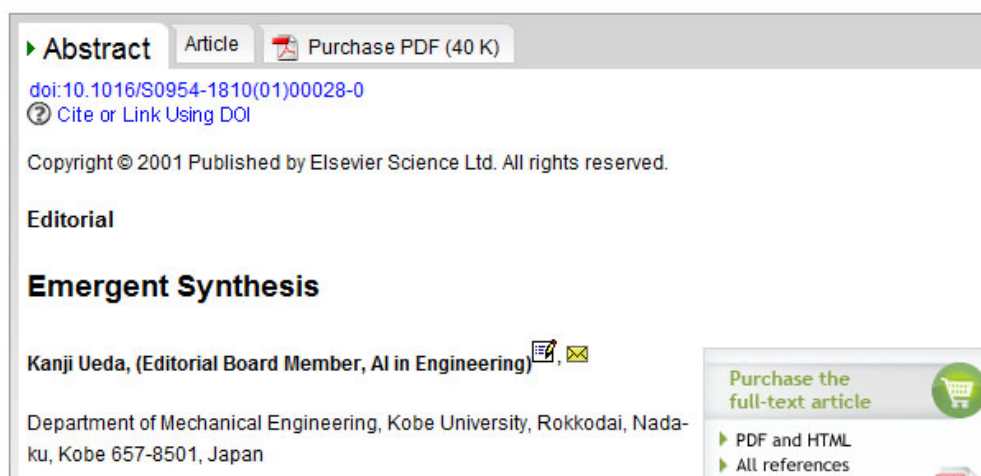 Abstract Article Purchase PDF (40 K)
doi:10.1016/S0954-1810(01)00028-0
Cite or Link Using DOI
Copyright © 2001 Published by Elsevier Science Ltd. All rights reserved.
Editorial
Emergent Synthesis
Kanji Ueda, (Editorial Board Member, AI in Engineering) ,
Department of Mechanical Engineering, Kobe University, Rokkodai, Nada-
ku, Kobe 657-8501, Japan
Purchase the
full-text article
PDF and HTML
All references